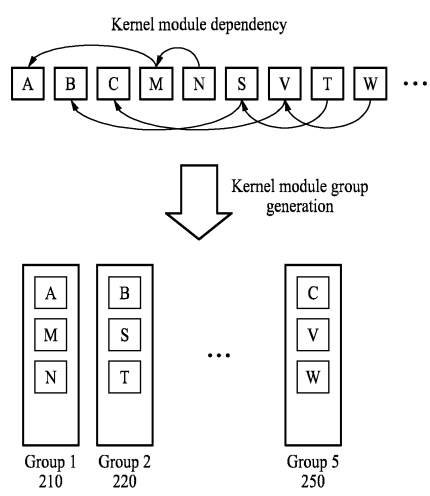 Kernel module dependency
A B C M N S V T W ...
Kernel module group
generation
A B C
M S V
N T W
...
Group 1 Group 2 Group 5
210 220 250